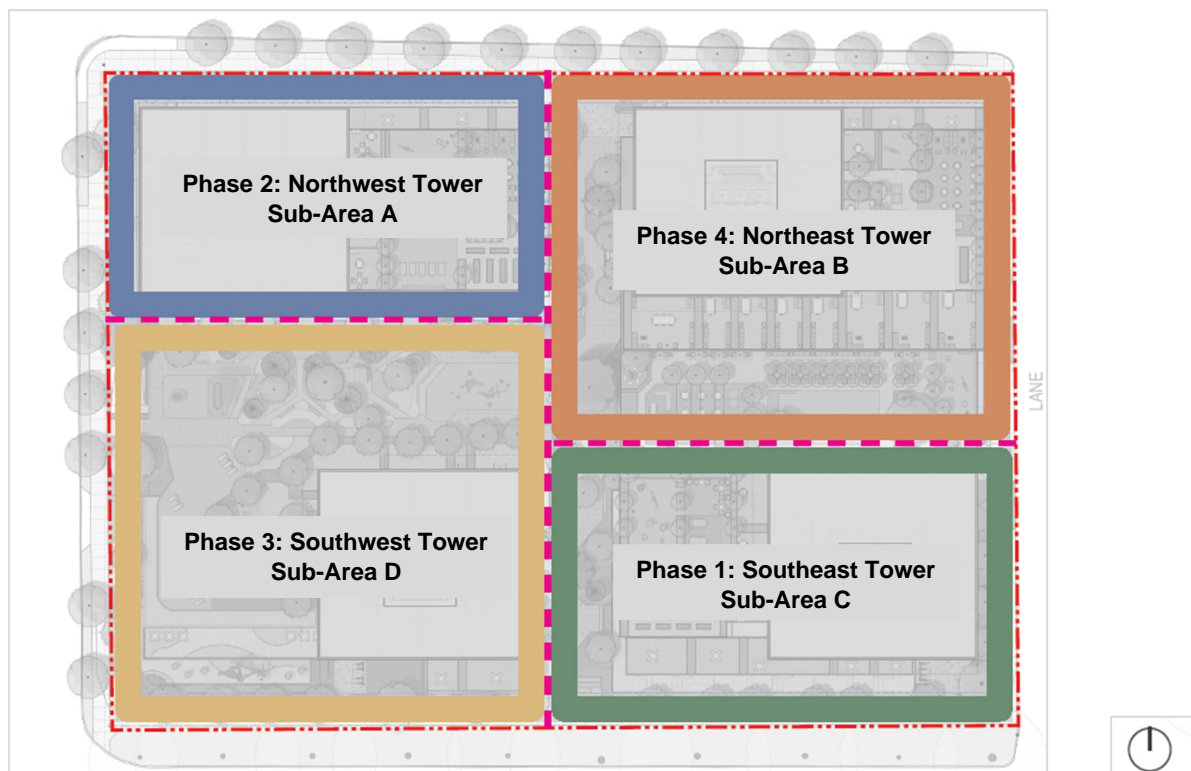 Phase 2: Northwest Tower
Sub-Area A
Phase 4: Northeast Tower
Sub-Area B
LANE
Phase 3: Southwest Tower
Sub-Area D
Phase 1: Southeast Tower
Sub-Area C